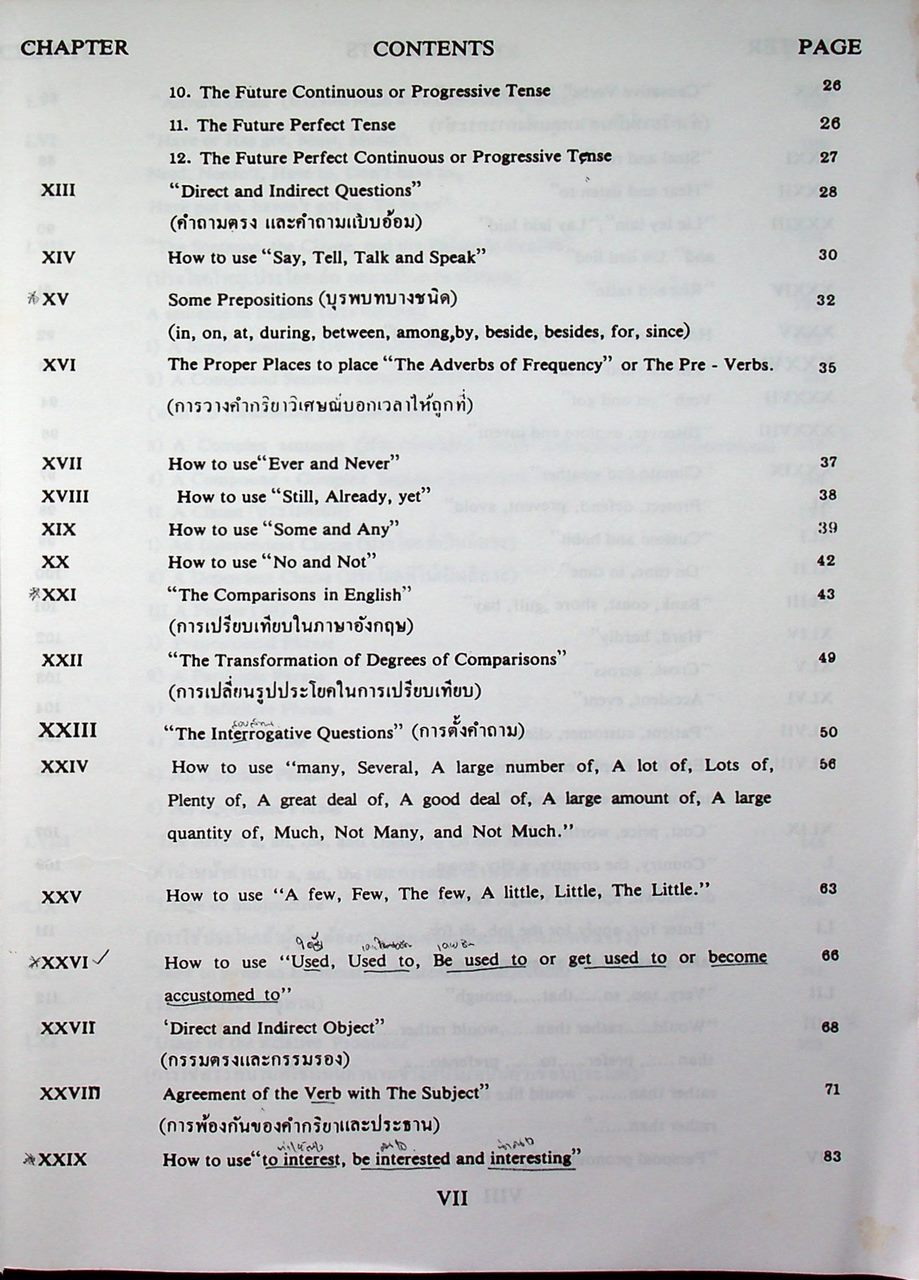 CHAPTER CONTENTS PAGE
10. The Future Continuous or Progressive Tense 26
11. The Future Perfect Tense 26
12. The Future Perfect Continuous or Progressive Tense 27
XIII “Direct and Indirect Questions” 28
(คำถามตรง และคำถามแบบอ้อม)
XIV How to use “Say, Tell, Talk and Speak” 30
XV Some Prepositions (บุรพบทบางชนิด) 32
(in, on, at, during, between, among,by, beside, besides, for, since)
XVI The Proper Places to place “The Adverbs of Frequency” or The Pre - Verbs. 35
(การวางคำกริยาวิเศษณ์บอกเวลาให้ถูกที่)
XVII How to use“Ever and Never” 37
XVIII How to use “Still, Already, yet” 38
XIX How to use “Some and Any” 39
XX How to use “No and Not” 42
XXI “The Comparisons in English” 43
(การเปรียบเทียบในภาษาอังกฤษ)
XXII “The Transformation of Degrees of Comparisons” 49
(การเปลี่ยนรูปประโยคในการเปรียบเทียบ)
XXIII “The Interrogative Questions” (การตั้งคำถาม) 50
XXIV How to use “many, Several, A large number of, A lot of, Lots of, 56
Plenty of, A great deal of, A good deal of, A large amount of, A large
quantity of, Much, Not Many, and Not Much.”
XXV How to use “A few, Few, The few, A little, Little, The Little.” 63
XXVI How to use “Used, Used to, Be used to or get used to or become 66
accustomed to”
XXVII ‘Direct and Indirect Object” 68
(กรรมตรงและกรรมรอง)
XXVIII Agreement of the Verb with The Subject” 71
(การพ้องกันของคำกริยาและประธาน)
XXIX How to use“to interest, be interested and interesting” 83
VII